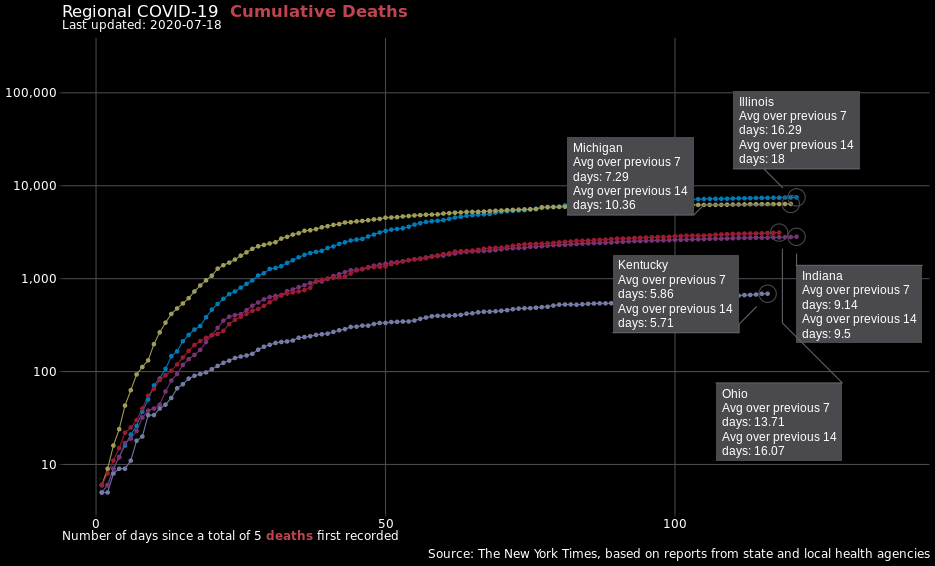 Regional COVID-19 Cumulative Deaths
Last updated: 2020-07-18
100,000
10,000
1,000
100
10
0
50
100
Illinois
Avg over previous 7
days: 16.29
Avg over previous 14
days: 18
Michigan
Avg over previous 7
days: 7.29
Avg over previous 14
days: 10.36
Kentucky
Avg over previous 7
days: 5.86
Avg over previous 14
days: 5.71
Indiana
Avg over previous 7
days: 9.14
Avg over previous 14
days: 9.5
Ohio
Avg over previous 7
days: 13.71
Avg over previous 14
days: 16.07
Number of days since a total of 5 deaths first recorded
Source: The New York Times, based on reports from state and local health agencies